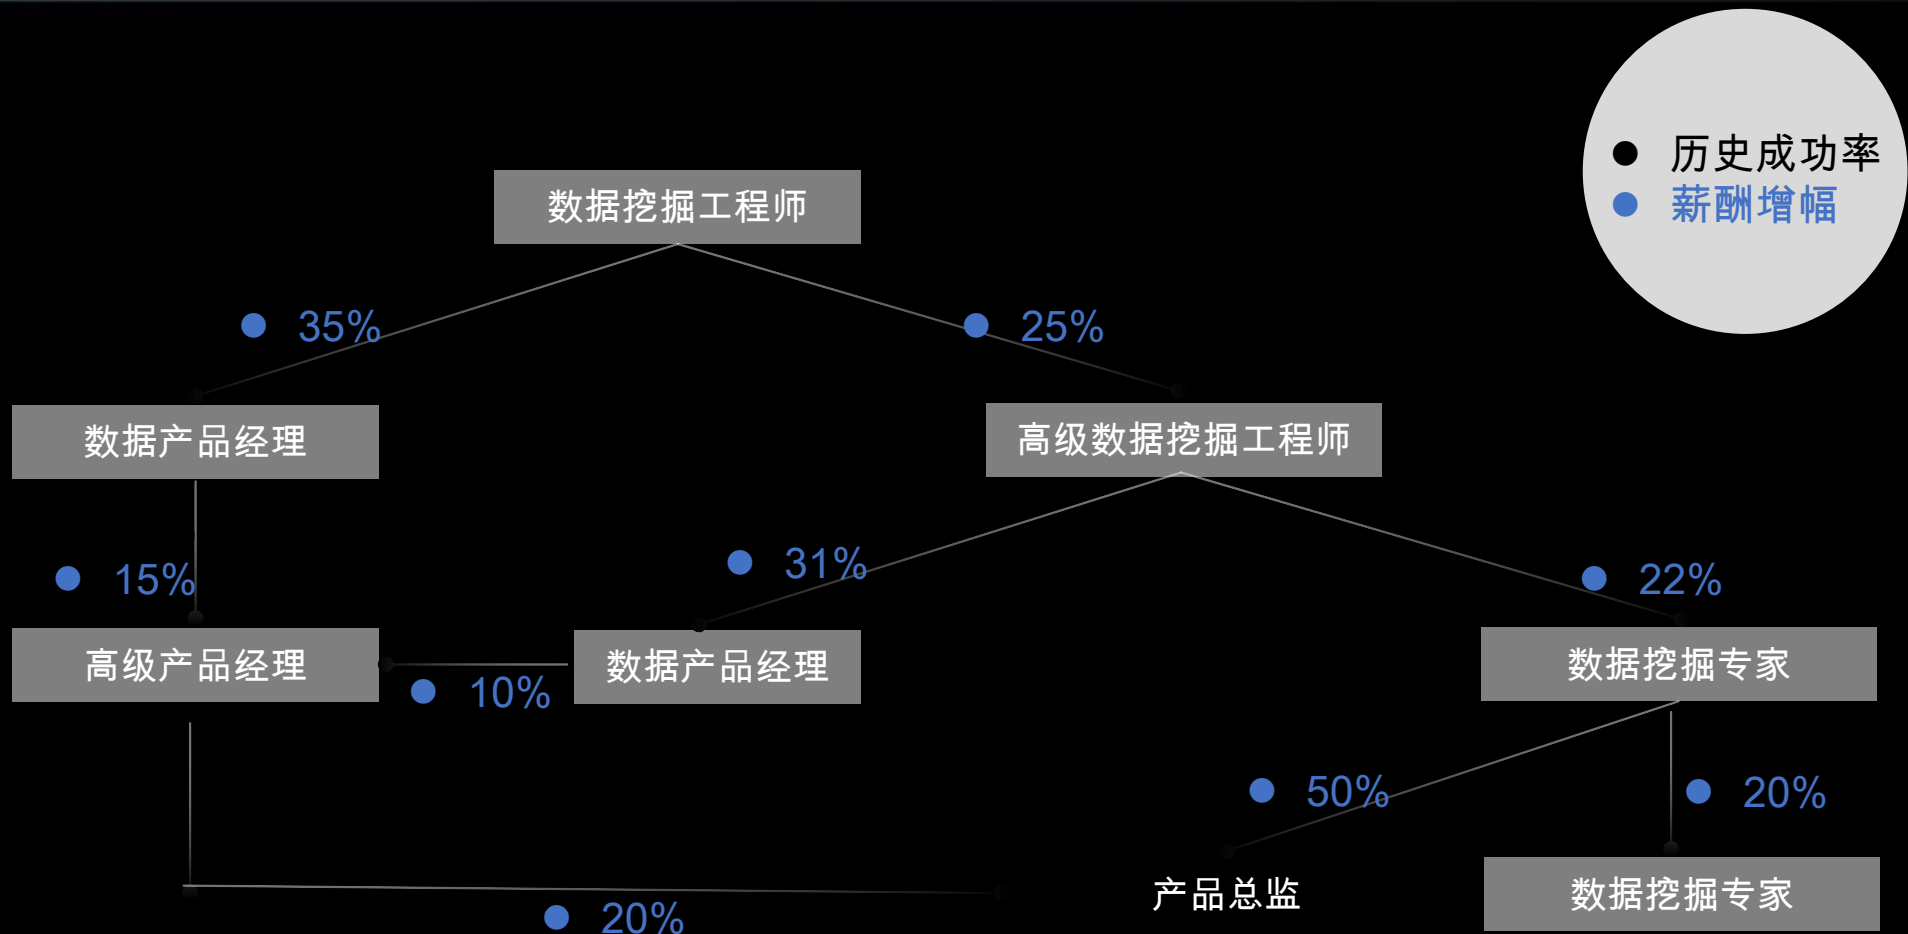 历史成功率
薪酬增幅
数据挖掘工程师
35%
25%
数据产品经理
高级数据挖掘工程师
15%
31%
22%
高级产品经理
数据产品经理
数据挖掘专家
10%
50%
20%
产品总监
数据挖掘专家
20%